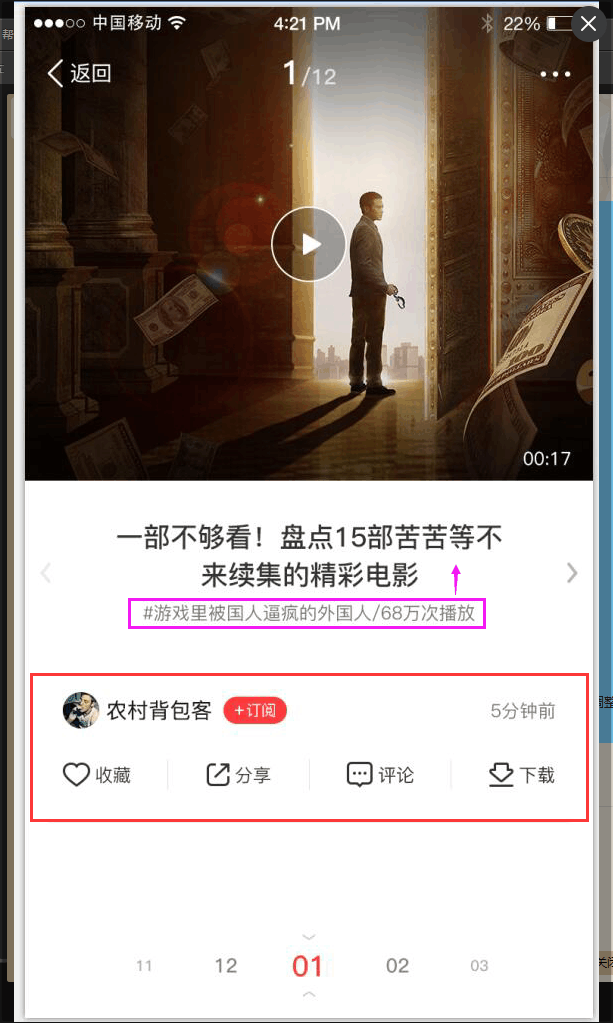 帮
中国移动 4:21 PM 22%
返回 1/12
00:17
一部不够看！盘点15部苦苦等不
来续集的精彩电影
#游戏里被国人逼疯的外国人/68万次播放
农村背包客 +订阅 5分钟前
收藏 分享 评论 下载
11 12 01 02 03
关闭